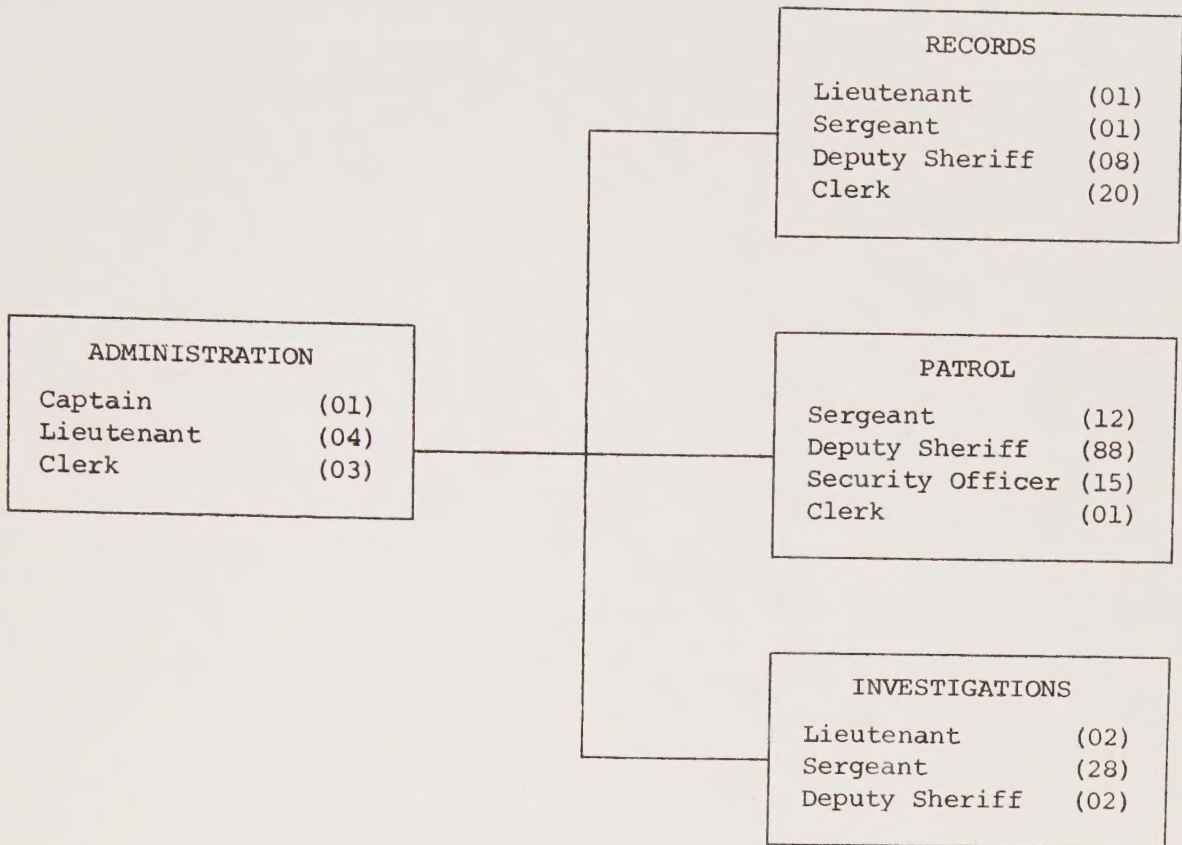 RECORDS
Lieutenant (01)
Sergeant (01)
Deputy Sheriff (08)
Clerk (20)
ADMINISTRATION
Captain (01)
Lieutenant (04)
Clerk (03)
PATROL
Sergeant (12)
Deputy Sheriff (88)
Security Officer (15)
Clerk (01)
INVESTIGATIONS
Lieutenant (02)
Sergeant (28)
Deputy Sheriff (02)